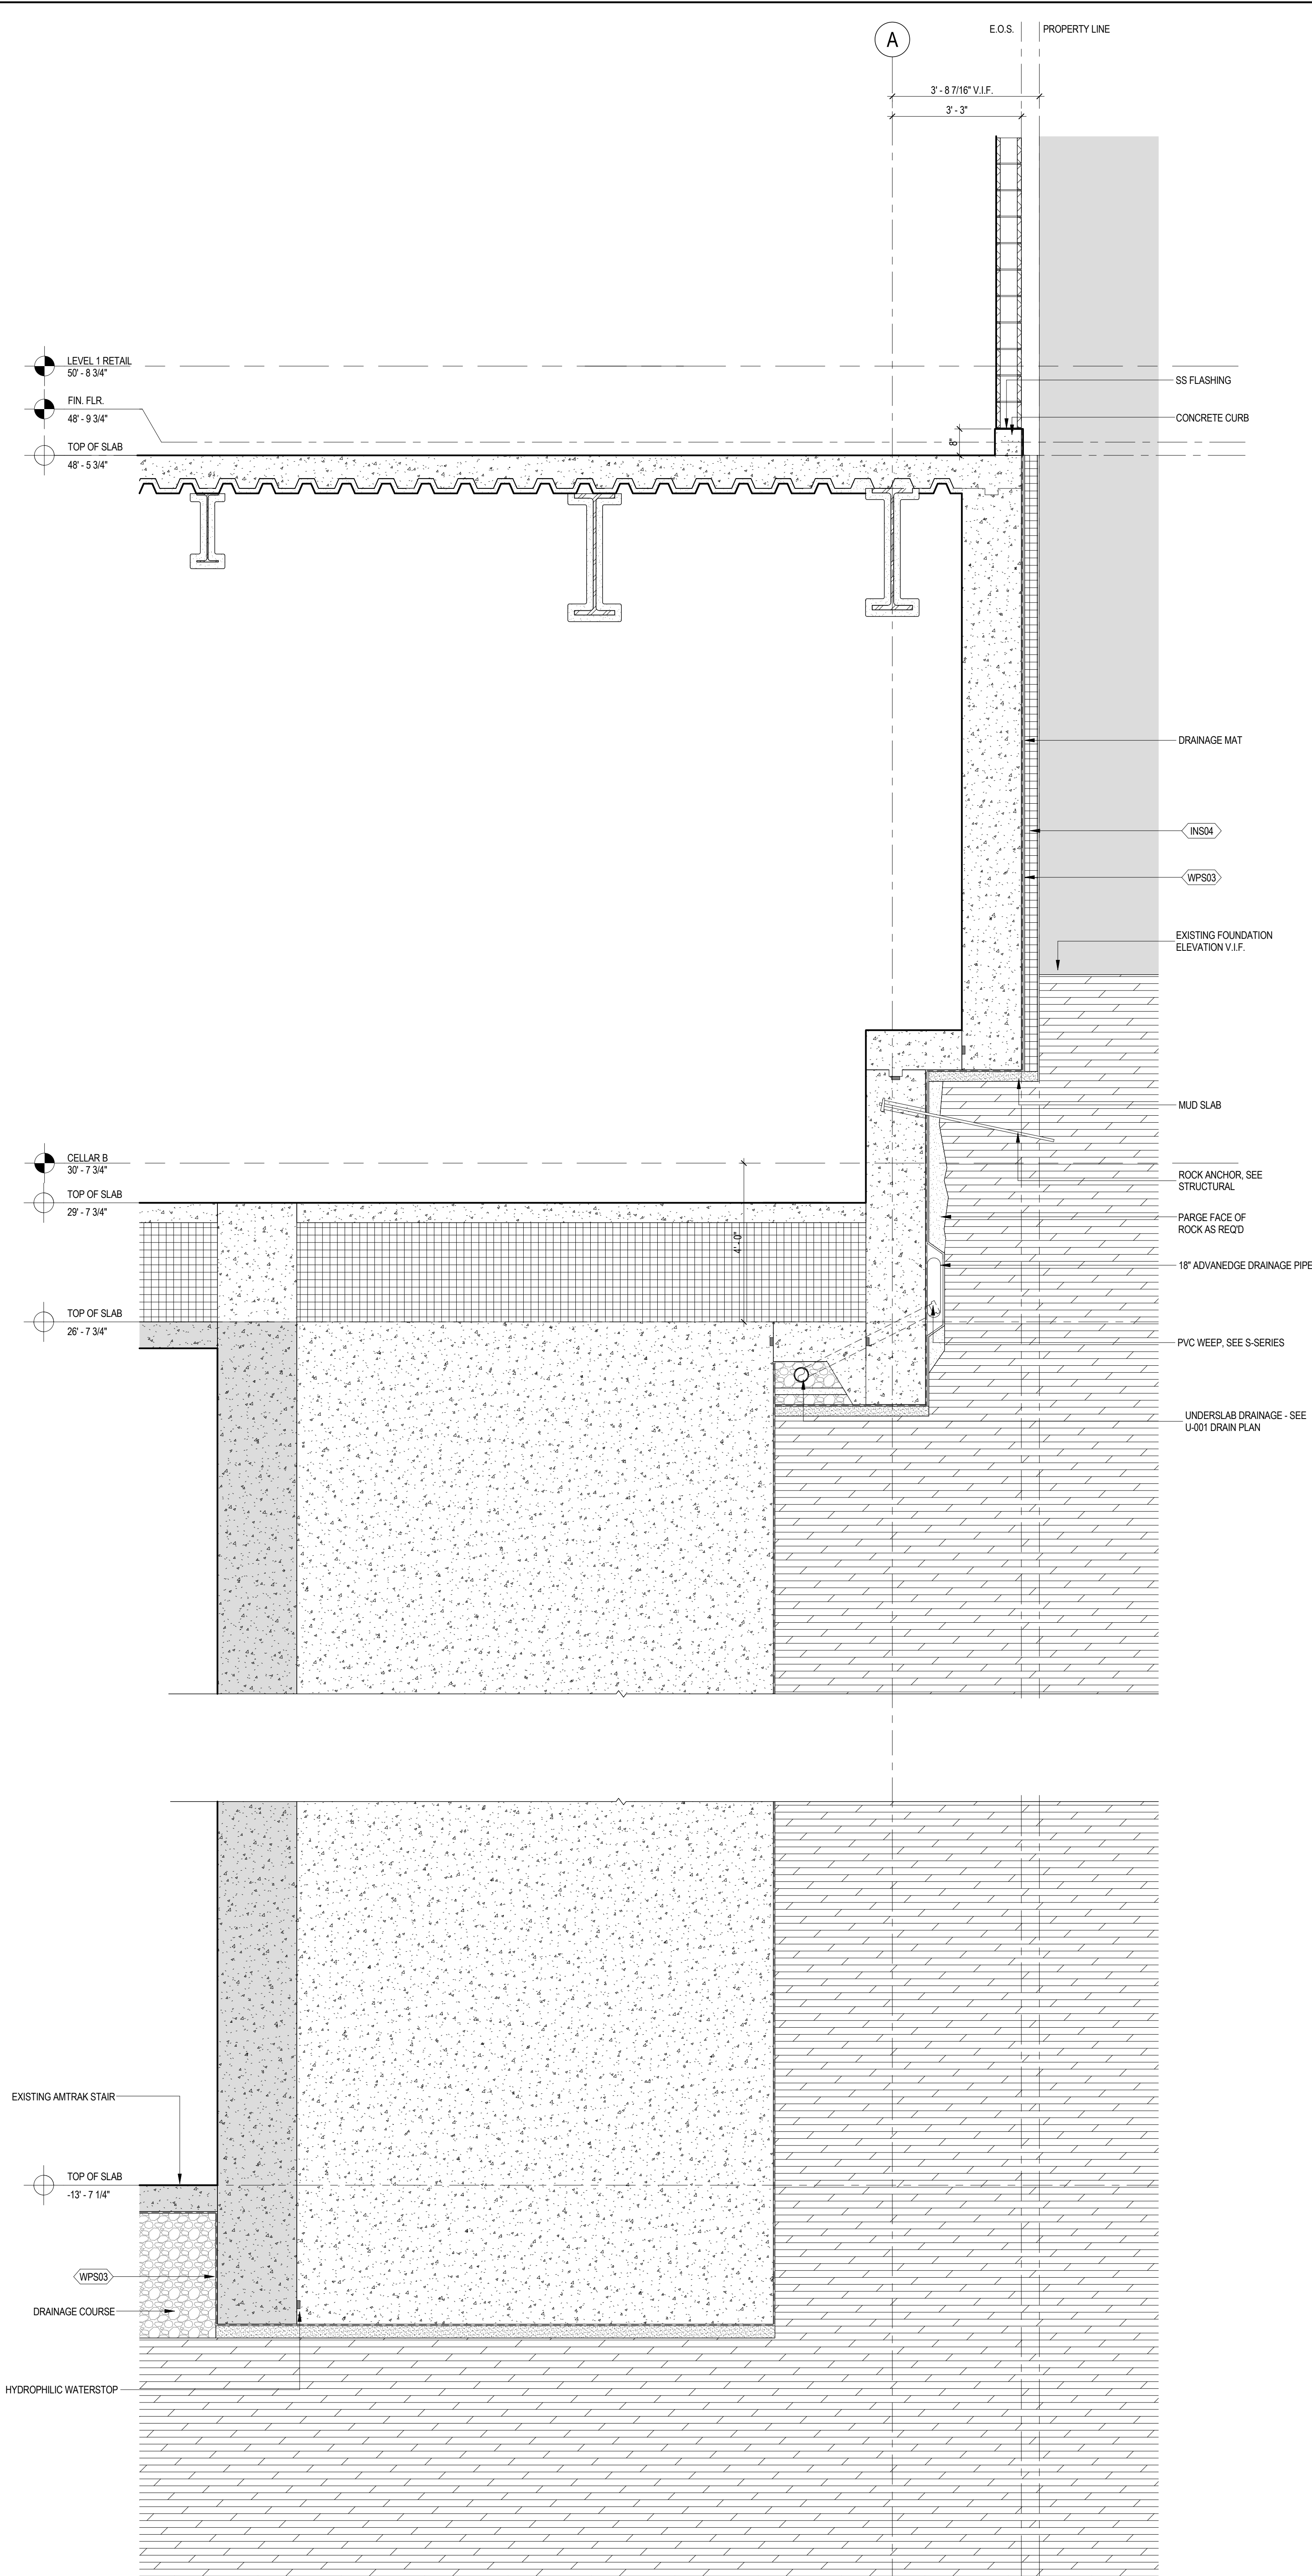 A
E.O.S.
PROPERTY LINE
3' - 8 7/16" V.I.F.
3' - 3"
LEVEL 1 RETAIL
50' - 8 3/4"
FIN. FLR.
48' - 9 3/4"
TOP OF SLAB
48' - 5 3/4"
8"
SS FLASHING
CONCRETE CURB
DRAINAGE MAT
INS04
WPS03
EXISTING FOUNDATION
ELEVATION V.I.F.
MUD SLAB
CELLAR B
30' - 7 3/4"
TOP OF SLAB
29' - 7 3/4"
4' - 0"
TOP OF SLAB
26' - 7 3/4"
ROCK ANCHOR, SEE
STRUCTURAL
PARGE FACE OF
ROCK AS REQ'D
18" ADVANEDGE DRAINAGE PIPE
PVC WEEP, SEE S-SERIES
UNDERSLAB DRAINAGE - SEE
U-001 DRAIN PLAN
EXISTING AMTRAK STAIR
TOP OF SLAB
-13' - 7 1/4"
WPS03
DRAINAGE COURSE
HYDROPHILIC WATERSTOP